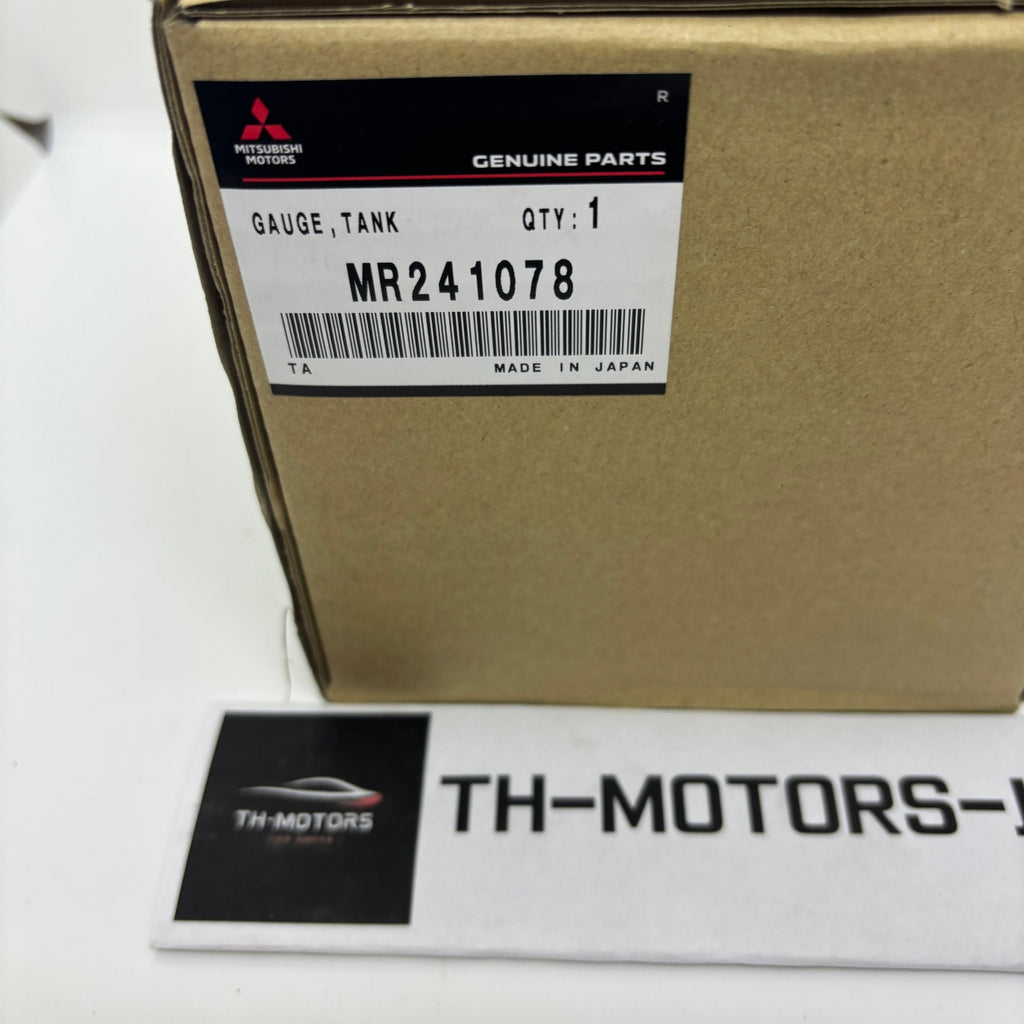 R
MITSUBISHI
MOTORS
GENUINE PARTS
GAUGE,TANK QTY:1
MR241078
TA MADE IN JAPAN
TH-MOTORS
TH-MOTORS-